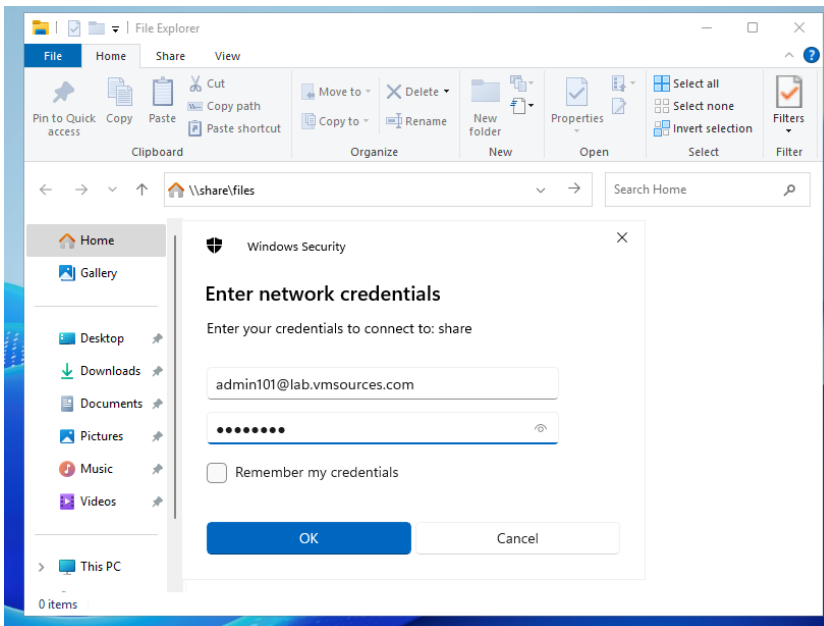 File Explorer
File Home Share View
Pin to Quick access
Copy
Paste
Cut
Copy path
Paste shortcut
Clipboard
Move to
Copy to
Delete
Rename
Organize
New folder
New
Properties
Open
Select all
Select none
Invert selection
Select
Filters
Filter
\\share\files
Search Home
Home
Gallery
Desktop
Downloads
Documents
Pictures
Music
Videos
This PC
0 items
Windows Security
Enter network credentials
Enter your credentials to connect to: share
admin101@lab.vmsources.com
●●●●●●●●
Remember my credentials
OK Cancel